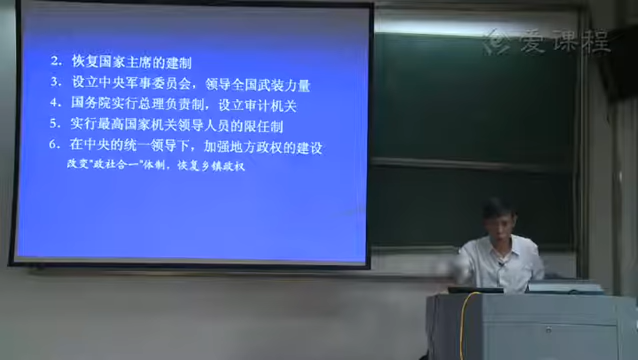 爱课程
2. 恢复国家主席的建制
3. 设立中央军事委员会，领导全国武装力量
4. 国务院实行总理负责制，设立审计机关
5. 实行最高国家机关领导人员的限任制
6. 在中央的统一领导下，加强地方政权的建设
改变"政社合一"体制，恢复乡镇政权